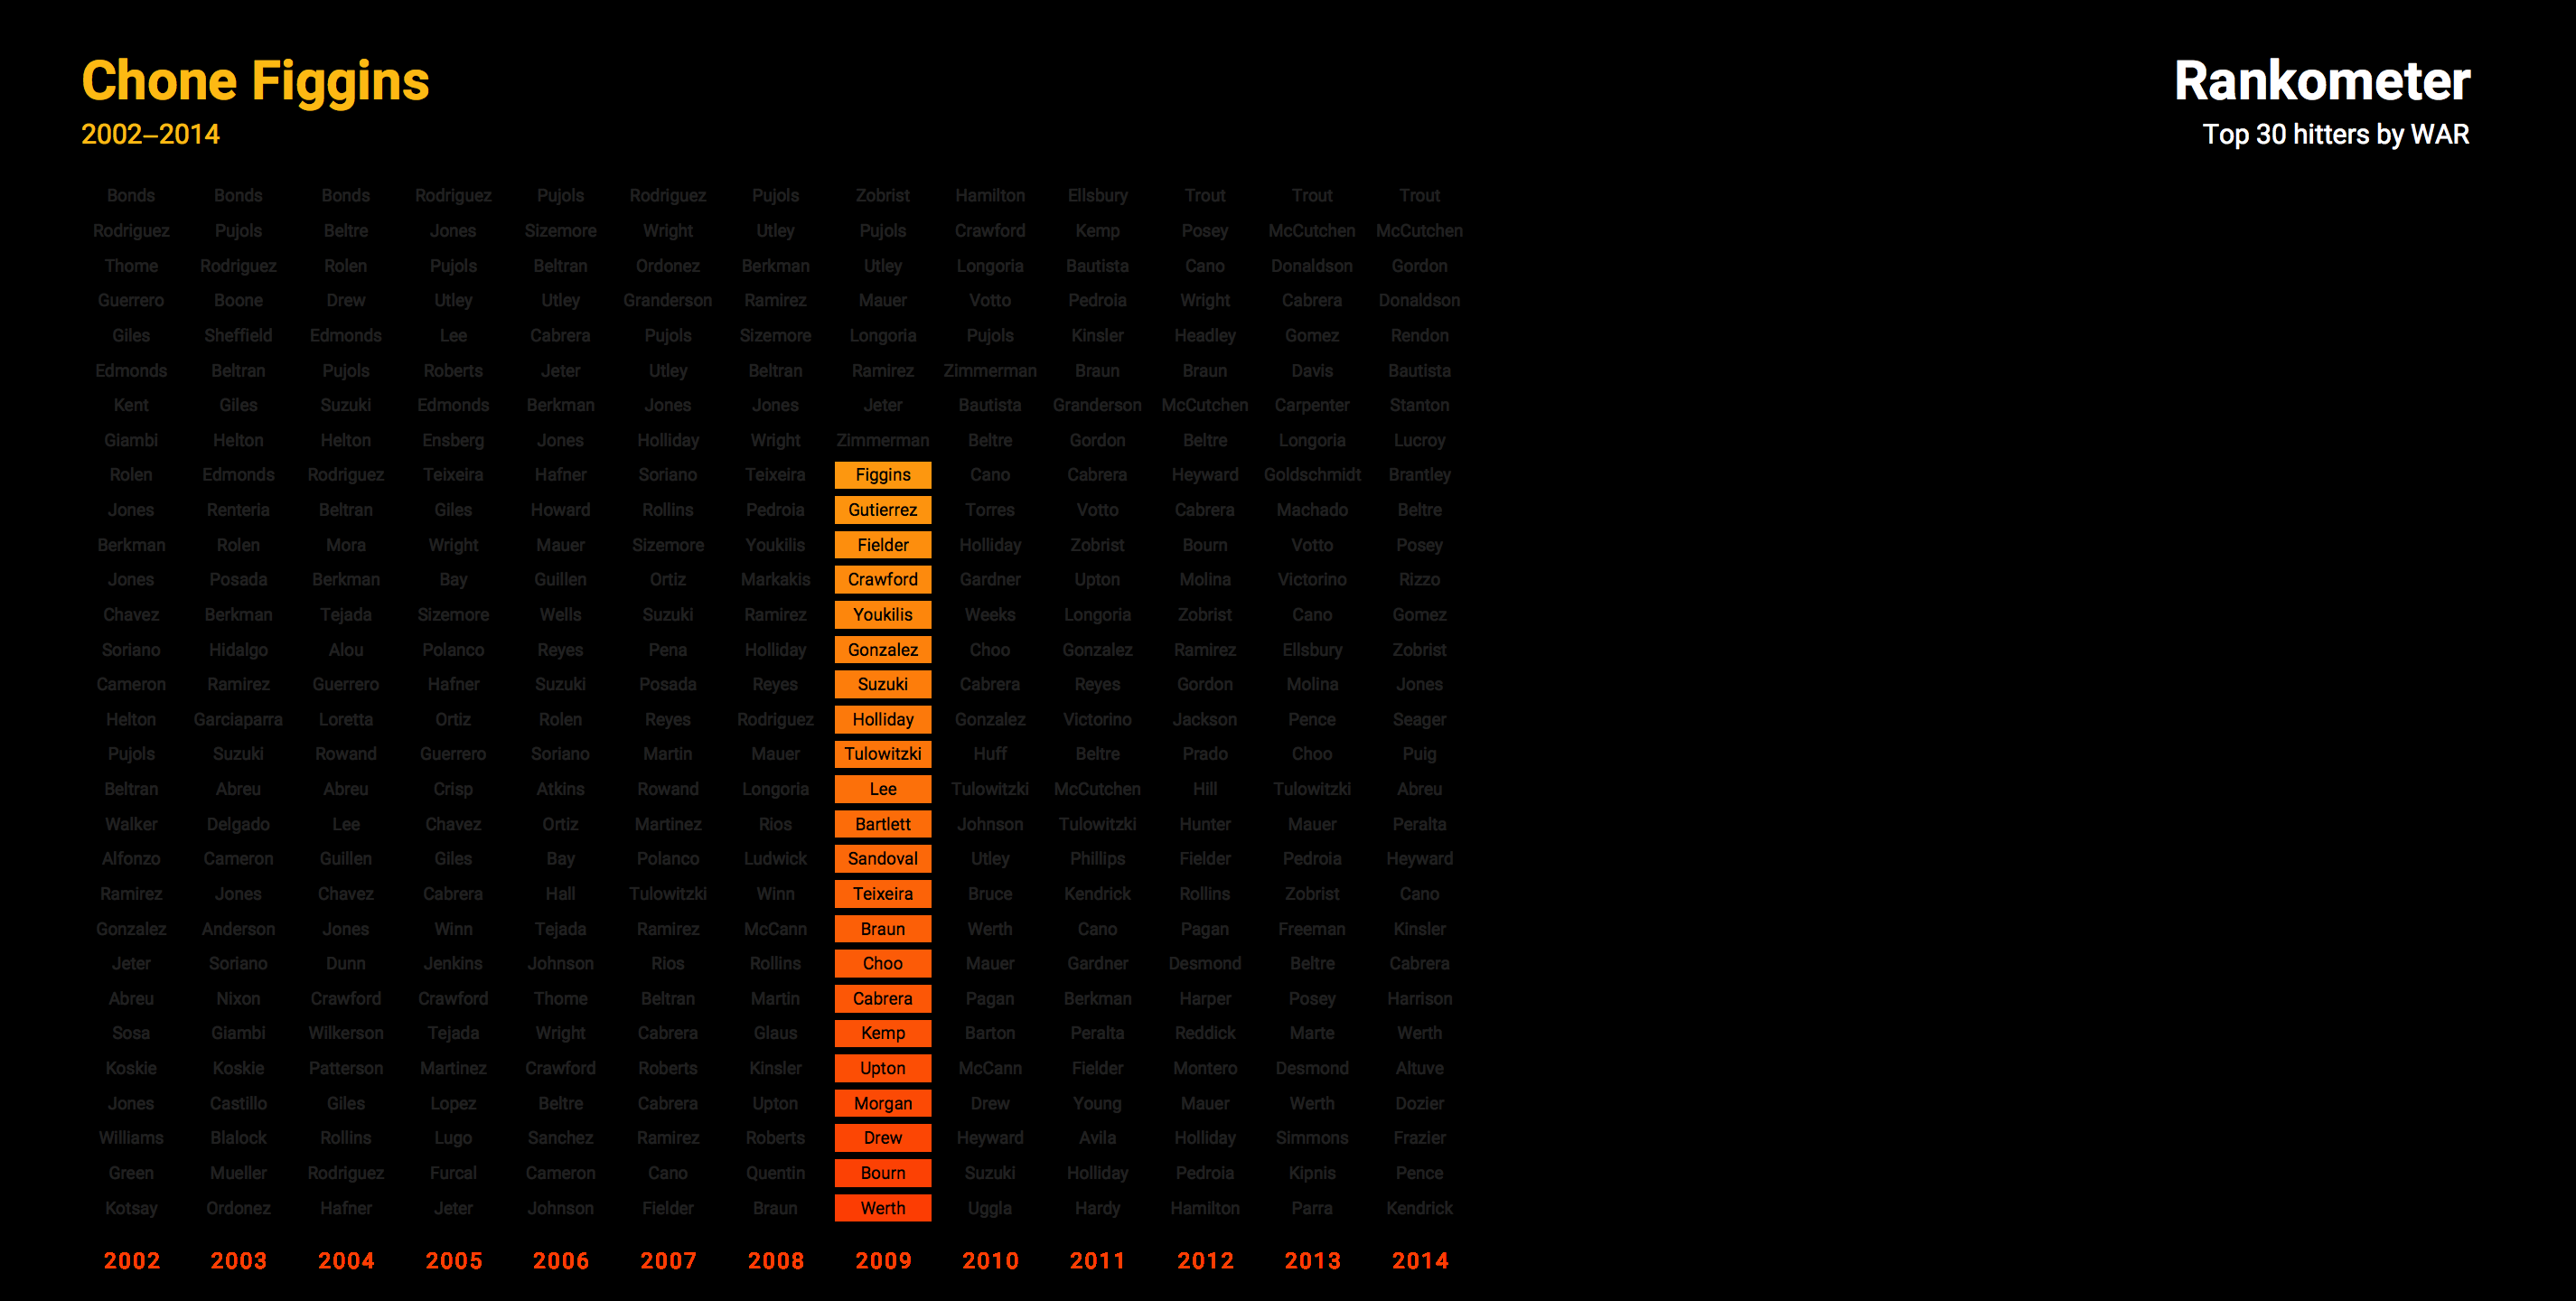 Chone Figgins
2002–2014
Rankometer
Top 30 hitters by WAR
Bonds Bonds Bonds Rodriguez Pujols Rodriguez Pujols Zobrist Hamilton Ellsbury Trout Trout Trout
Rodriguez Pujols Beltre Jones Sizemore Wright Utley Pujols Crawford Kemp Posey McCutchen McCutchen
Thome Rodriguez Rolen Pujols Beltran Ordonez Berkman Utley Longoria Bautista Cano Donaldson Gordon
Guerrero Boone Drew Utley Utley Granderson Ramirez Mauer Votto Pedroia Wright Cabrera Donaldson
Giles Sheffield Edmonds Lee Cabrera Pujols Sizemore Longoria Pujols Kinsler Headley Gomez Rendon
Edmonds Beltran Pujols Roberts Jeter Utley Beltran Ramirez Zimmerman Braun Braun Davis Bautista
Kent Giles Suzuki Edmonds Berkman Jones Jones Jeter Bautista Granderson McCutchen Carpenter Stanton
Giambi Helton Helton Ensberg Jones Holliday Wright Zimmerman Beltre Gordon Beltre Longoria Lucroy
Rolen Edmonds Rodriguez Teixeira Hafner Soriano Teixeira Figgins Cano Cabrera Heyward Goldschmidt Brantley
Jones Renteria Beltran Giles Howard Rollins Pedroia Gutierrez Torres Votto Cabrera Machado Beltre
Berkman Rolen Mora Wright Mauer Sizemore Youkilis Fielder Holliday Zobrist Bourn Votto Posey
Jones Posada Berkman Bay Guillen Ortiz Markakis Crawford Gardner Upton Molina Victorino Rizzo
Chavez Berkman Tejada Sizemore Wells Suzuki Ramirez Youkilis Weeks Longoria Zobrist Cano Gomez
Soriano Hidalgo Alou Polanco Reyes Pena Holliday Gonzalez Choo Gonzalez Ramirez Ellsbury Zobrist
Cameron Ramirez Guerrero Hafner Suzuki Posada Reyes Suzuki Cabrera Reyes Gordon Molina Jones
Helton Garciaparra Loretta Ortiz Rolen Reyes Rodriguez Holliday Gonzalez Victorino Jackson Pence Seager
Pujols Suzuki Rowand Guerrero Soriano Martin Mauer Tulowitzki Huff Beltre Prado Choo Puig
Beltran Abreu Abreu Crisp Atkins Rowand Longoria Lee Tulowitzki McCutchen Hill Tulowitzki Abreu
Walker Delgado Lee Chavez Ortiz Martinez Rios Bartlett Johnson Tulowitzki Hunter Mauer Peralta
Alfonzo Cameron Guillen Giles Bay Polanco Ludwick Sandoval Utley Phillips Fielder Pedroia Heyward
Ramirez Jones Chavez Cabrera Hall Tulowitzki Winn Teixeira Bruce Kendrick Rollins Zobrist Cano
Gonzalez Anderson Jones Winn Tejada Ramirez McCann Braun Werth Cano Pagan Freeman Kinsler
Jeter Soriano Dunn Jenkins Johnson Rios Rollins Choo Mauer Gardner Desmond Beltre Cabrera
Abreu Nixon Crawford Crawford Thome Beltran Martin Cabrera Pagan Berkman Harper Posey Harrison
Sosa Giambi Wilkerson Tejada Wright Cabrera Glaus Kemp Barton Peralta Reddick Marte Werth
Koskie Koskie Patterson Martinez Crawford Roberts Kinsler Upton McCann Fielder Montero Desmond Altuve
Jones Castillo Giles Lopez Beltre Cabrera Upton Morgan Drew Young Mauer Werth Dozier
Williams Blalock Rollins Lugo Sanchez Ramirez Roberts Drew Heyward Avila Holliday Simmons Frazier
Green Mueller Rodriguez Furcal Cameron Cano Quentin Bourn Suzuki Holliday Pedroia Kipnis Pence
Kotsay Ordonez Hafner Jeter Johnson Fielder Braun Werth Uggla Hardy Hamilton Parra Kendrick
2002 2003 2004 2005 2006 2007 2008 2009 2010 2011 2012 2013 2014